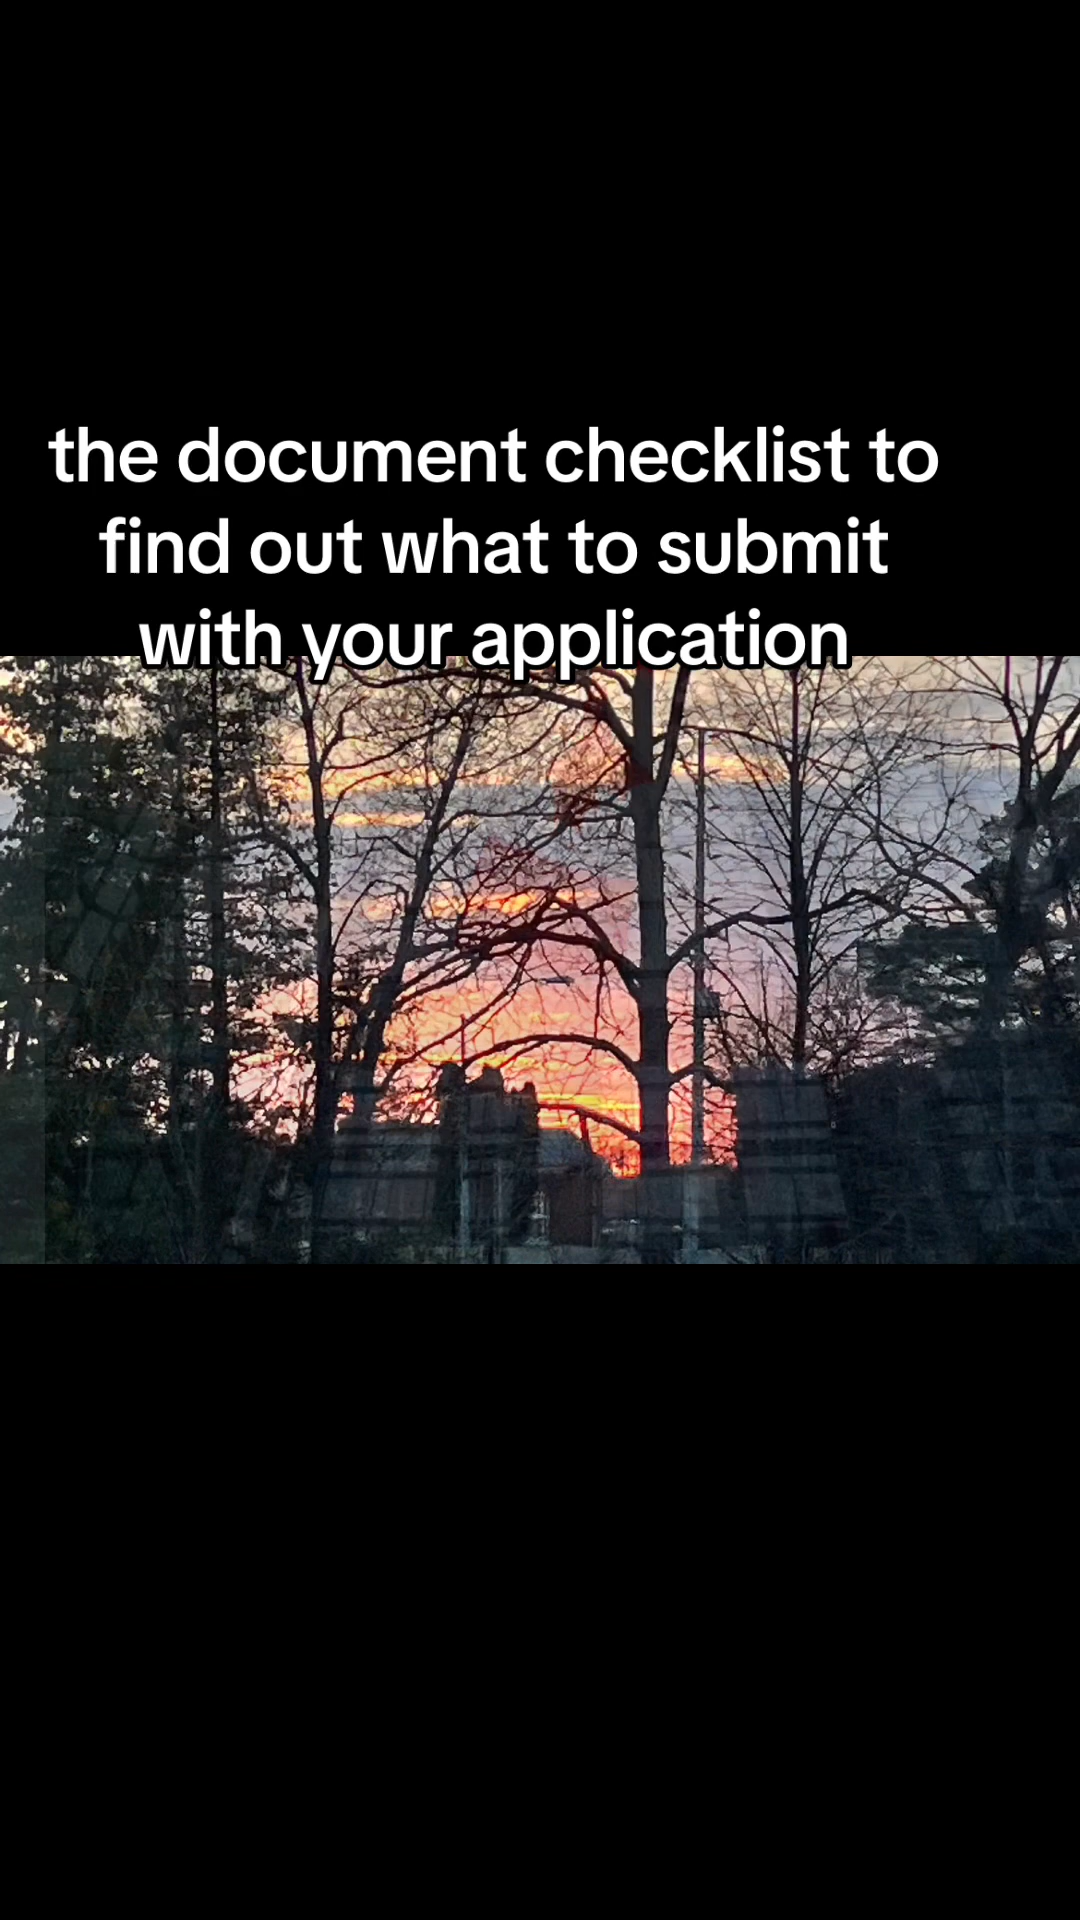 the document checklist to
find out what to submit
with your application